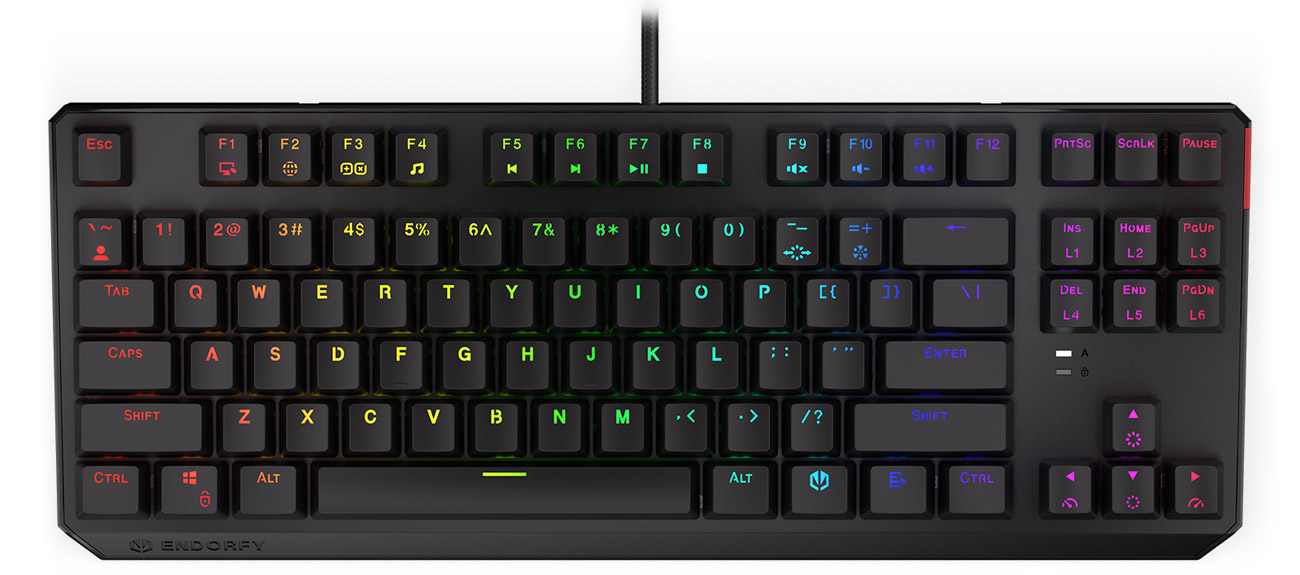 Esc F1 F2 F3 F4 F5 F6 F7 F8 F9 F10 F11 F12 PrtSc ScrLk Pause
\ ~ 1! 2@ 3# 4$ 5% 6^ 7& 8* 9( 0) -_ =+ ← Ins Home PgUp
L1 L2 L3
Tab Q W E R T Y U I O P [{ ]} \| Del End PgDn
L4 L5 L6
Caps A S D F G H J K L ;: '" Enter A
Shift Z X C V B N M ,< .> /? Shift
Ctrl Alt Alt Ctrl
ENDORFY